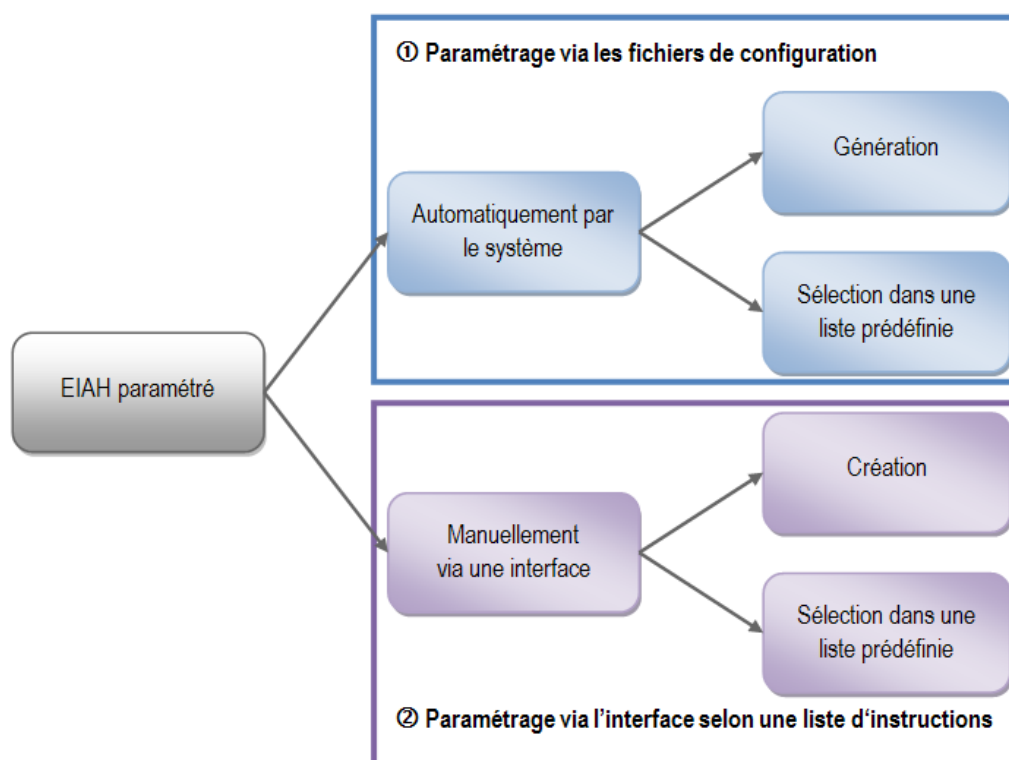 ① Paramétrage via les fichiers de configuration
Génération
Automatiquement par
le système
Sélection dans une
liste prédéfinie
EIAH paramétré
Création
Manuellement
via une interface
Sélection dans une
liste prédéfinie
② Paramétrage via l’interface selon une liste d‘instructions